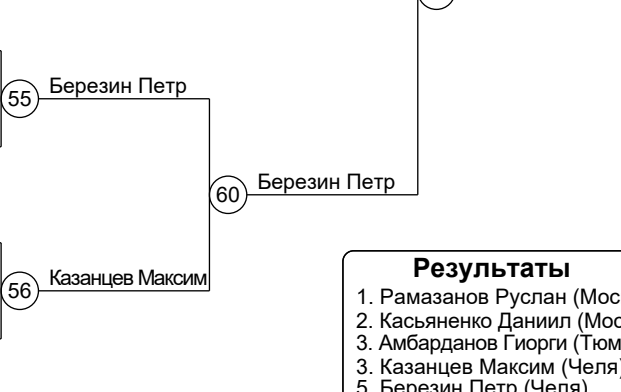 55 Березин Петр
60 Березин Петр
56 Казанцев Максим
Результаты
1. Рамазанов Руслан (Мос
2. Касьяненко Даниил (Мос
3. Амбарданов Гиорги (Тюм
3. Казанцев Максим (Челя)
5. Березин Петр (Челя)